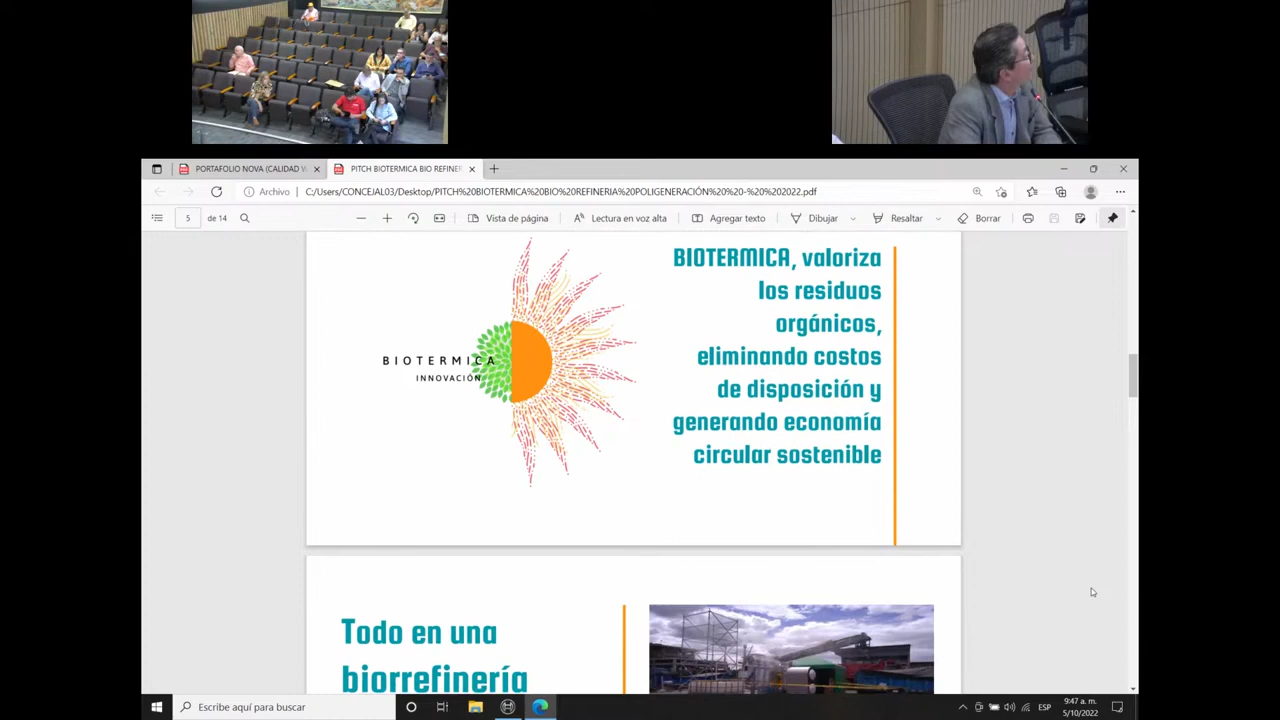 PORTAFOLIO NOVA (CALIDAD V
PITCH BIOTERMICA BIO REFINER
Archivo
C:/Users/CONCEJAL03/Desktop/PITCH%20BIOTERMICA%20BIO%20REFINERIA%20POLIGENERACIÓN%20%20-%20%202022.pdf
5
de 14
Vista de página
Lectura en voz alta
Agregar texto
Dibujar
Resaltar
Borrar
BIOTERMICA
INNOVACIÓN
BIOTERMICA, valoriza
los residuos
orgánicos,
eliminando costos
de disposición y
generando economía
circular sostenible
Todo en una
biorrefinería
Escribe aquí para buscar
ESP
9:47 a. m.
5/10/2022